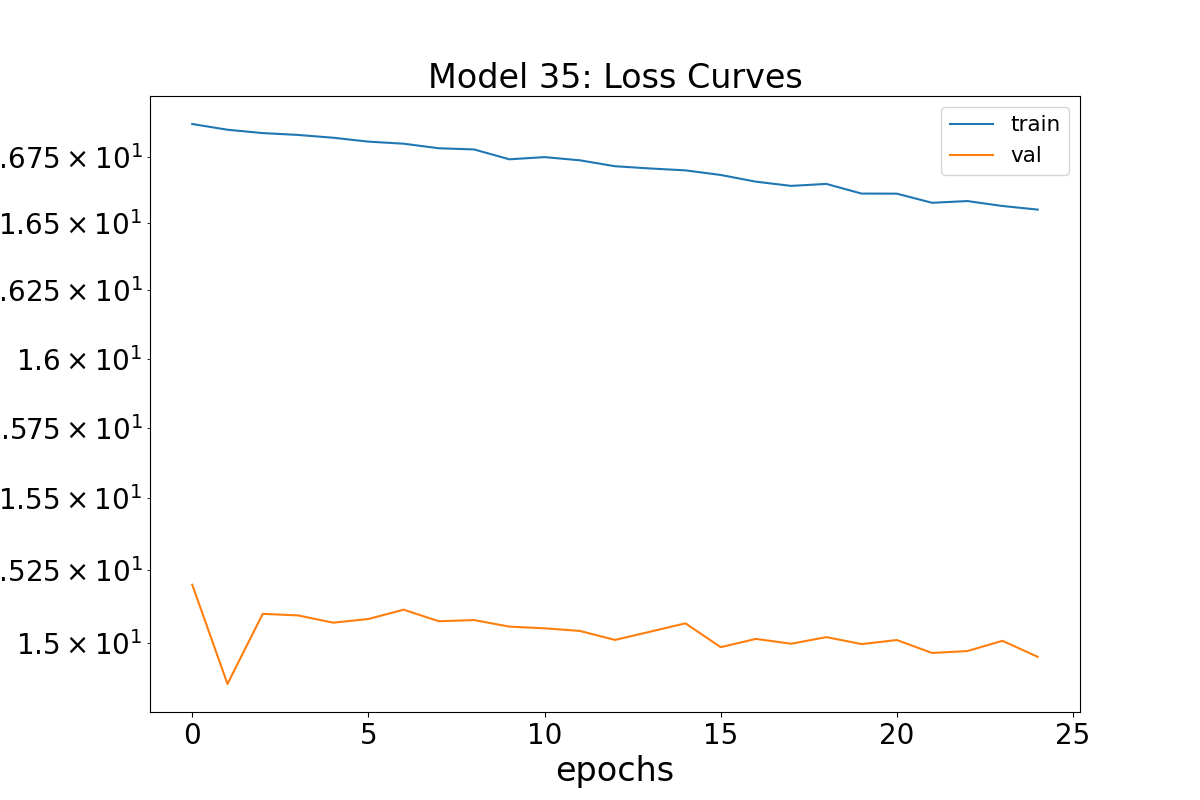 Model 35: Loss Curves
train
val
.675 × 10¹
1.65 × 10¹
.625 × 10¹
1.6 × 10¹
.575 × 10¹
1.55 × 10¹
.525 × 10¹
1.5 × 10¹
0 5 10 15 20 25
epochs